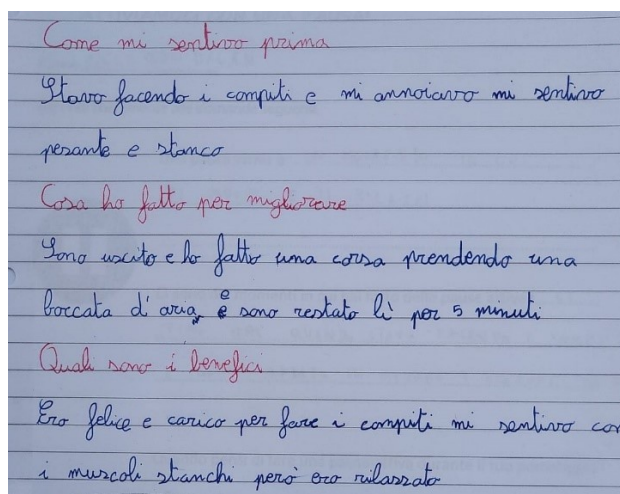 Come mi sentivo prima
Stavo facendo i compiti e mi annoiavo mi sentivo
pesante e stanco
Cosa ho fatto per migliorare
Sono uscito e ho fatto una corsa prendendo una
boccata d'aria, e sono restato lì per 5 minuti
Quali sono i benefici
Ero felice e carico per fare i compiti mi sentivo con
i muscoli stanchi però ero rilassato